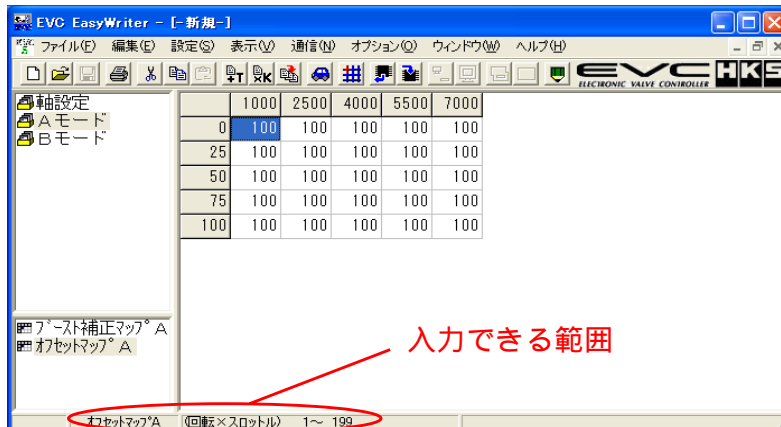 EVC EasyWriter - [-新規-]
ファイル(F) 編集(E) 設定(S) 表示(V) 通信(N) オプション(O) ウィンドウ(W) ヘルプ(H)
+T ×K EVC HKS
ELECTRONIC VALVE CONTROLLER
軸設定
Aモード
Bモード
1000 2500 4000 5500 7000
0 100 100 100 100 100
25 100 100 100 100 100
50 100 100 100 100 100
75 100 100 100 100 100
100 100 100 100 100 100
ブースト補正マップA
オフセットマップA
入力できる範囲
オフセットマップA (回転×スロットル) 1～ 199